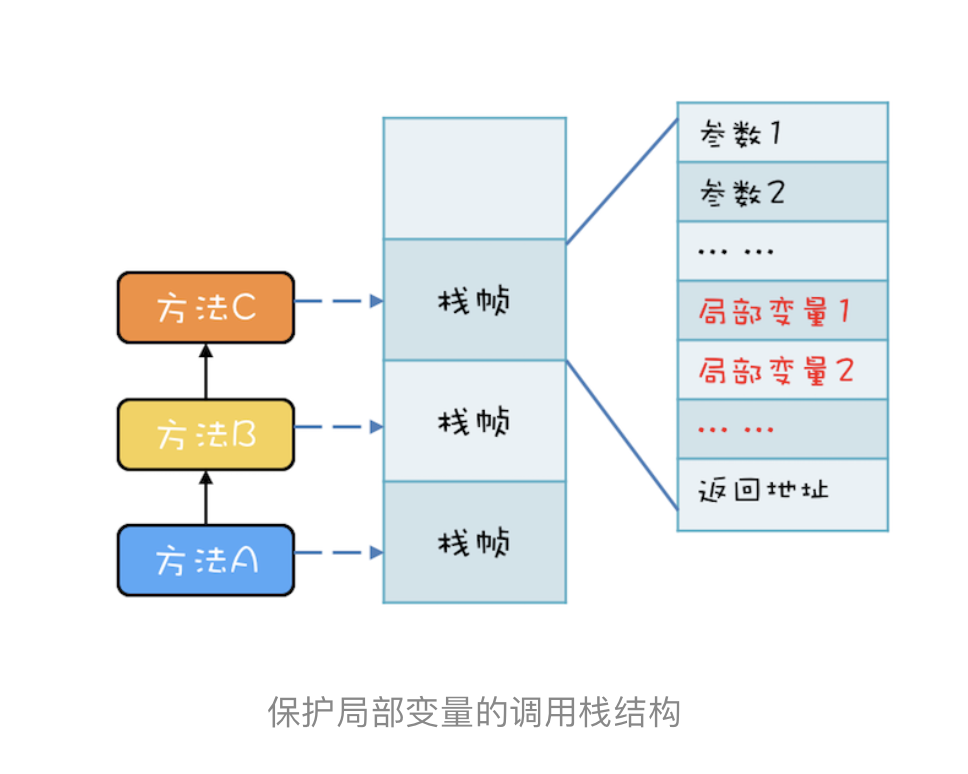 方法C
方法B
方法A
栈帧
栈帧
栈帧
参数1
参数2
… …
局部变量1
局部变量2
… …
返回地址
保护局部变量的调用栈结构